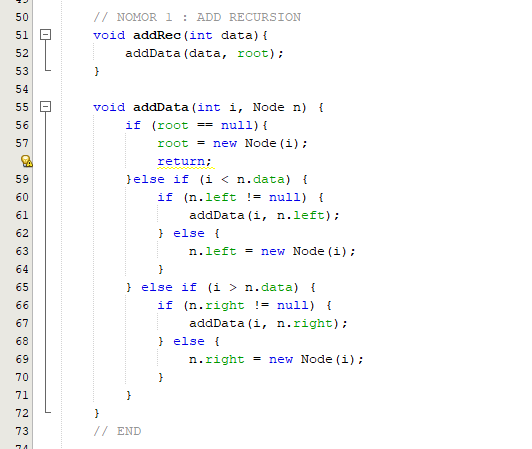 50 // NOMOR 1 : ADD RECURSION
51 void addRec(int data){
52 addData(data, root);
53 }
54
55 void addData(int i, Node n) {
56 if (root == null){
57 root = new Node(i);
return;
59 }else if (i < n.data) {
60 if (n.left != null) {
61 addData(i, n.left);
62 } else {
63 n.left = new Node(i);
64 }
65 } else if (i > n.data) {
66 if (n.right != null) {
67 addData(i, n.right);
68 } else {
69 n.right = new Node(i);
70 }
71 }
72 }
73 // END